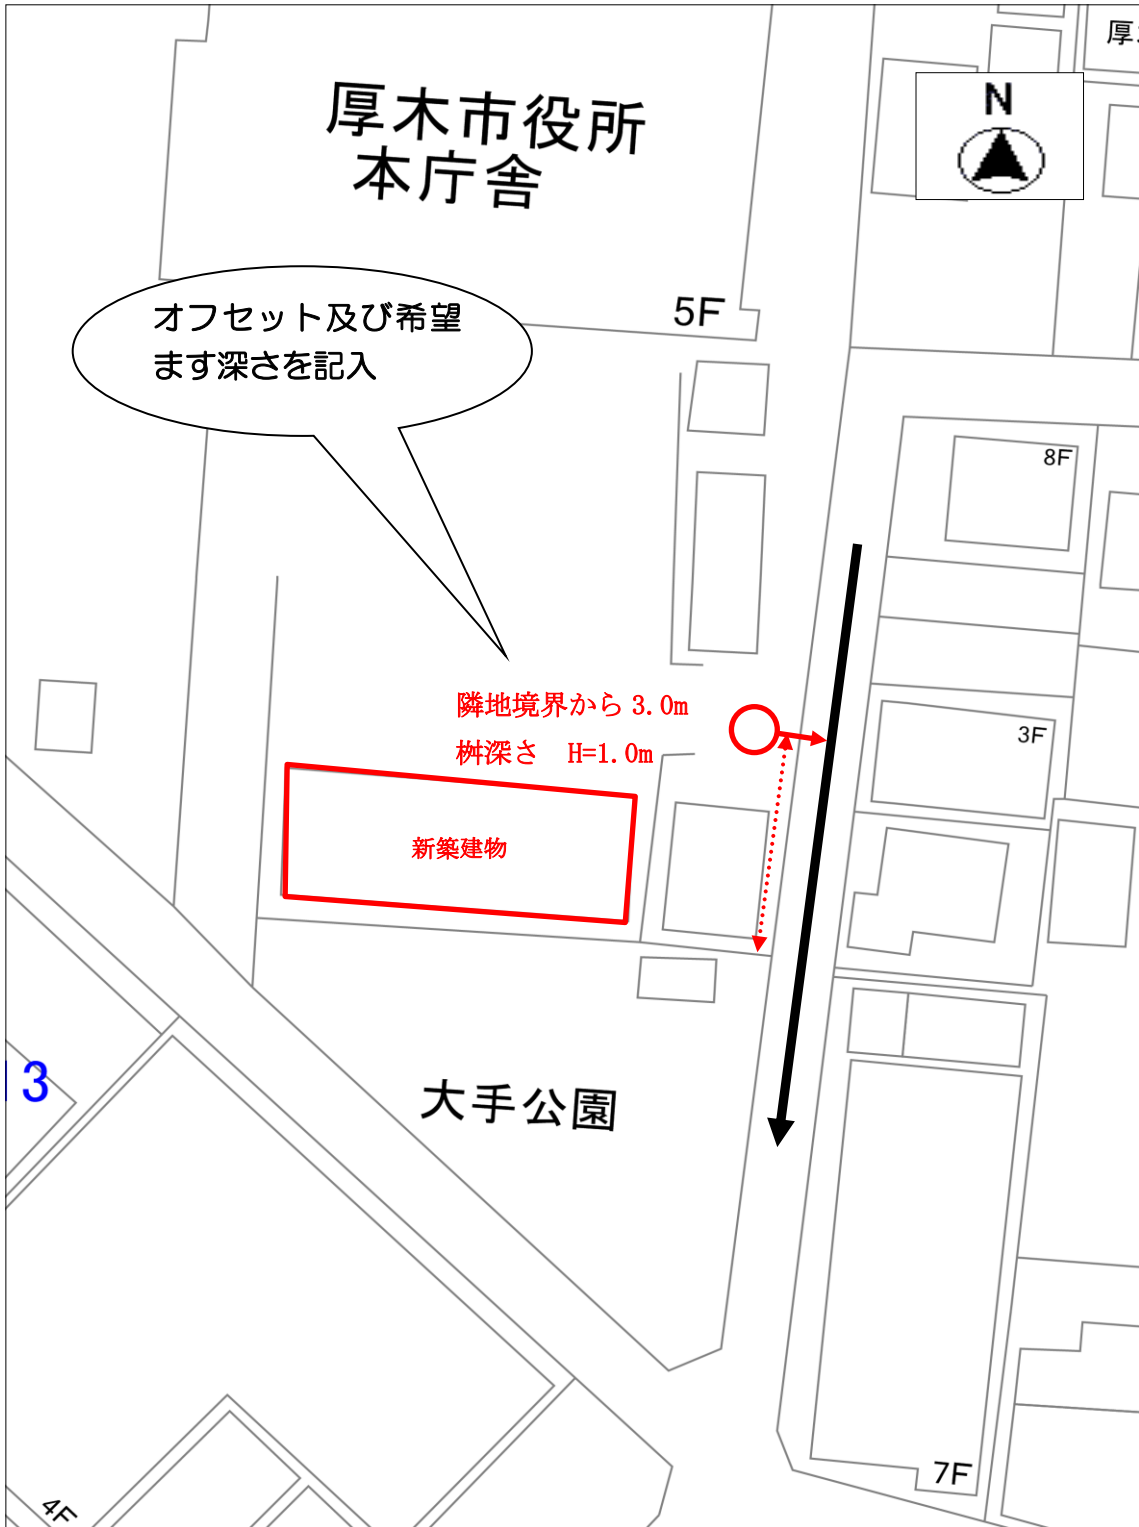 厚
N
厚木市役所
本庁舎
5F
オフセット及び希望
ます深さを記入
8F
隣地境界から 3.0m
桝深さ H=1.0m
3F
新築建物
13
大手公園
7F
4F